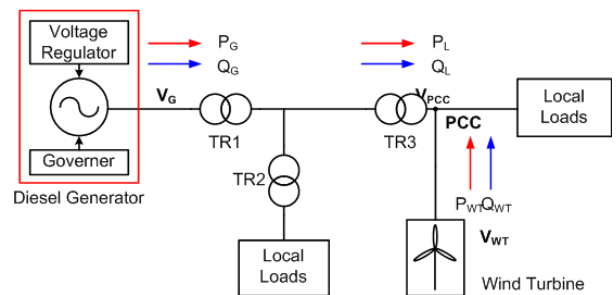 Voltage
Regulator
P_G
Q_G
P_L
Q_L
V_G
V_PCC
Local
Loads
TR1
TR3
PCC
Governer
TR2
Diesel Generator
P_WT Q_WT
Local
Loads
V_WT
Wind Turbine